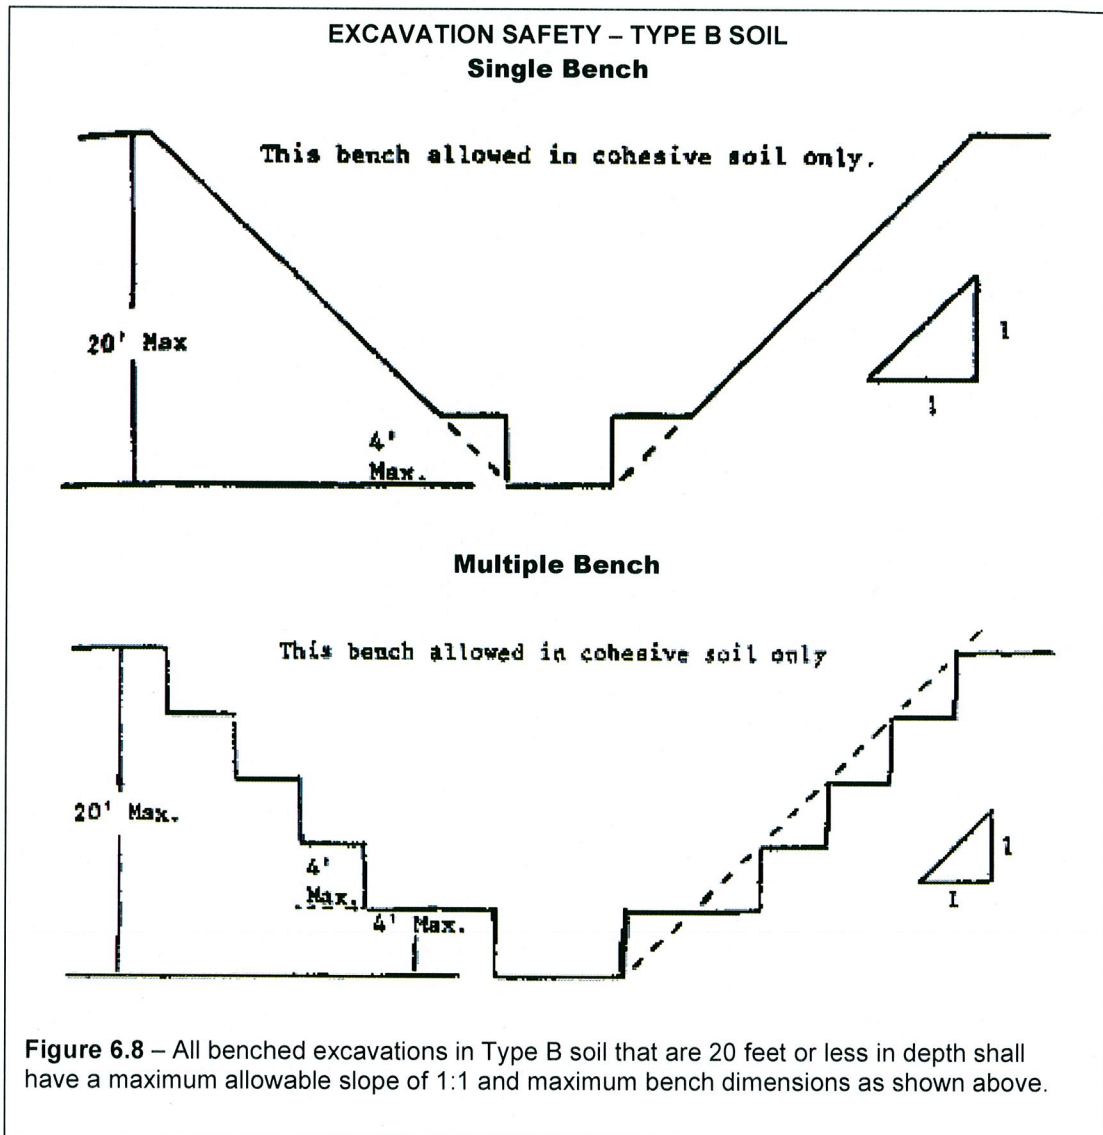 EXCAVATION SAFETY – TYPE B SOIL
Single Bench
This bench allowed in cohesive soil only.
20' Max
1
1
4'
Max.
Multiple Bench
This bench allowed in cohesive soil only
20' Max.
4'
Max.
4' Max.
1
1
Figure 6.8 – All benched excavations in Type B soil that are 20 feet or less in depth shall
have a maximum allowable slope of 1:1 and maximum bench dimensions as shown above.